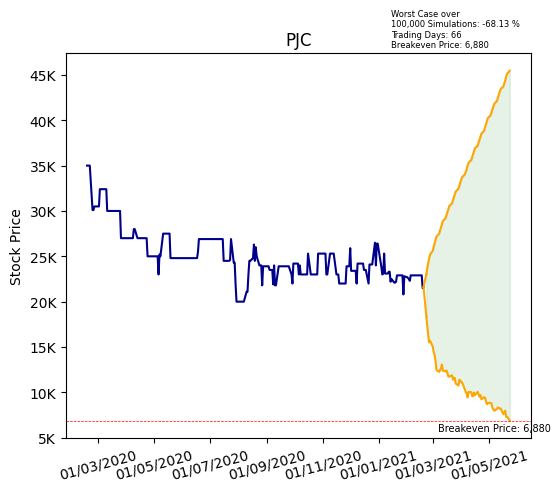 Worst Case over
100,000 Simulations: -68.13 %
Trading Days: 66
Breakeven Price: 6,880
PJC
Stock Price
45K
40K
35K
30K
25K
20K
15K
10K
5K
Breakeven Price: 6,880
01/03/2020
01/05/2020
01/07/2020
01/09/2020
01/11/2020
01/01/2021
01/03/2021
01/05/2021